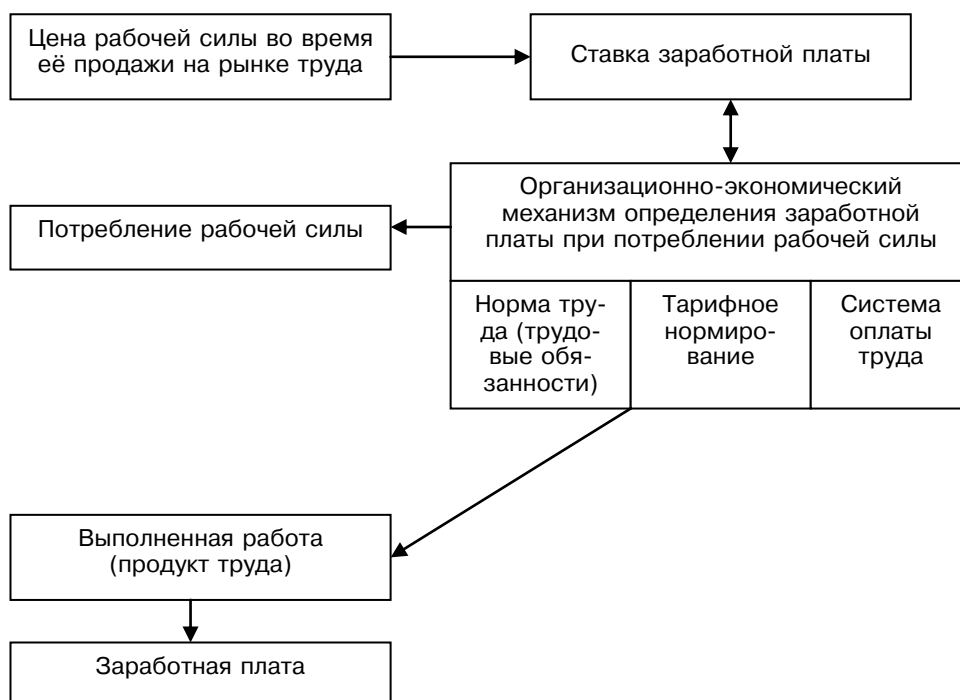 Цена рабочей силы во время
её продажи на рынке труда
Ставка заработной платы
Организационно-экономический
механизм определения заработной
платы при потреблении рабочей силы
Потребление рабочей силы
Норма тру-
да (трудо-
вые обя-
занности)
Тарифное
нормиро-
вание
Система
оплаты
труда
Выполненная работа
(продукт труда)
Заработная плата